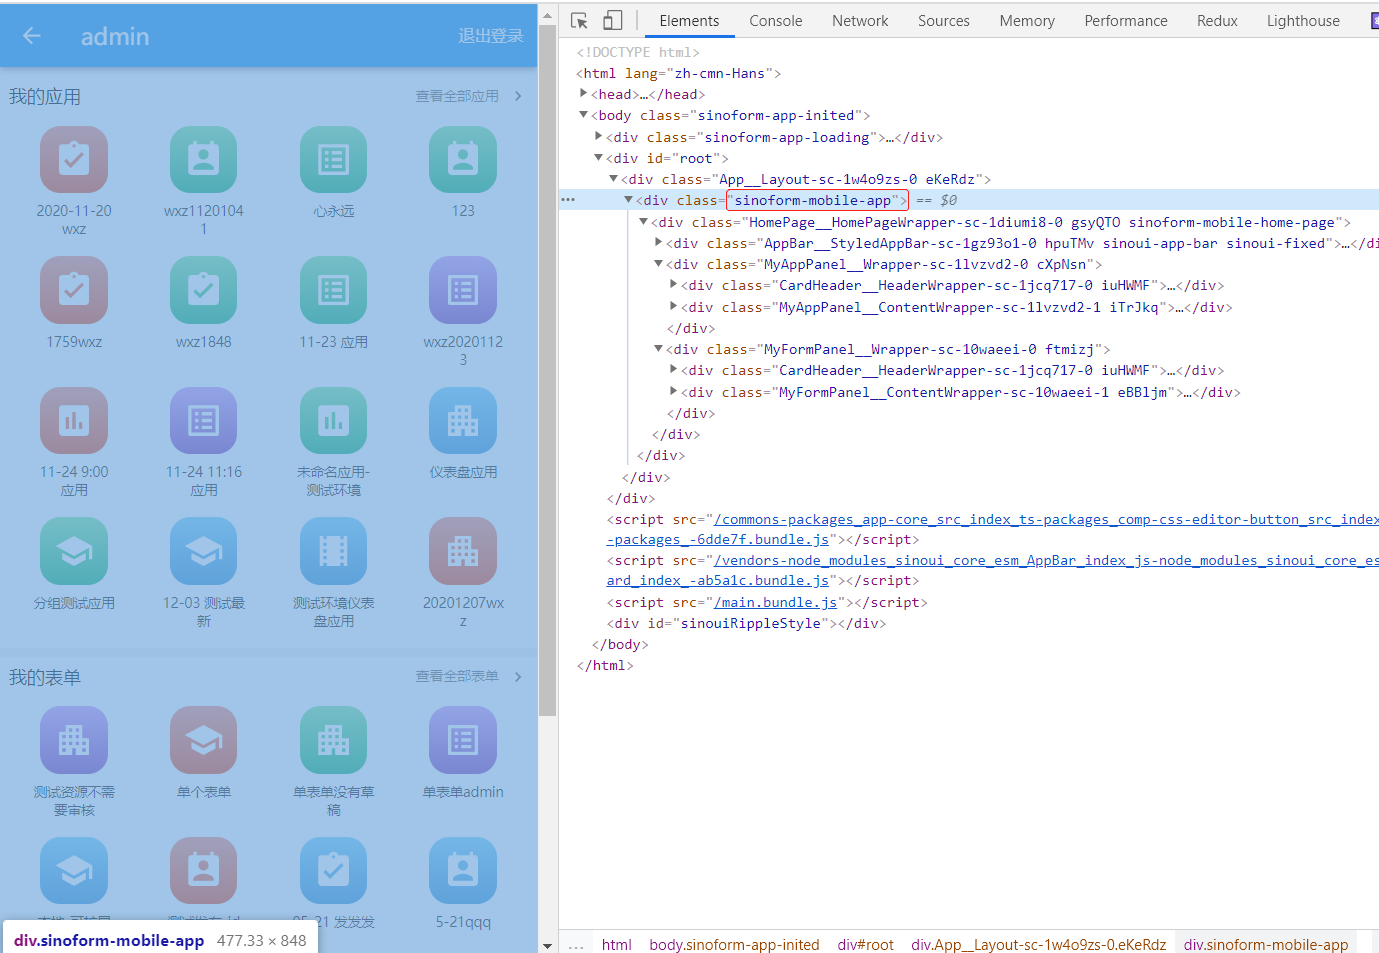 admin
退出登录
我的应用
查看全部应用
2020-11-20
wxz
wxz1120104
1
心永远
123
1759wxz
wxz1848
11-23 应用
wxz2020112
3
11-24 9:00
应用
11-24 11:16
应用
未命名应用-
测试环境
仪表盘应用
分组测试应用
12-03 测试最
新
测试环境仪表
盘应用
20201207wx
z
我的表单
查看全部表单
测试资源不需
要审核
单个表单
单表单没有草
稿
单表单admin
05-21 发发发
5-21qqq
div.sinoform-mobile-app 477.33 × 848
Elements
Console
Network
Sources
Memory
Performance
Redux
Lighthouse
<!DOCTYPE html>
<html lang="zh-cmn-Hans">
<head>…</head>
<body class="sinoform-app-inited">
<div class="sinoform-app-loading">…</div>
<div id="root">
<div class="App__Layout-sc-1w4o9zs-0 eKeRdz">
<div class="sinoform-mobile-app"> == $0
<div class="HomePage__HomePageWrapper-sc-1diumi8-0 gsyQTO sinoform-mobile-home-page">
<div class="AppBar__StyledAppBar-sc-1gz93o1-0 hpuTMv sinoui-app-bar sinoui-fixed">…</di
<div class="MyAppPanel__Wrapper-sc-1lvzvd2-0 cXpNsn">
<div class="CardHeader__HeaderWrapper-sc-1jcq717-0 iuHWMF">…</div>
<div class="MyAppPanel__ContentWrapper-sc-1lvzvd2-1 iTrJkq">…</div>
</div>
<div class="MyFormPanel__Wrapper-sc-10waeei-0 ftmizj">
<div class="CardHeader__HeaderWrapper-sc-1jcq717-0 iuHWMF">…</div>
<div class="MyFormPanel__ContentWrapper-sc-10waeei-1 eBBljm">…</div>
</div>
</div>
</div>
</div>
</div>
<script src="/commons-packages_app-core_src_index_ts-packages_comp-css-editor-button_src_index
-packages_-6dde7f.bundle.js"></script>
<script src="/vendors-node_modules_sinoui_core_esm_AppBar_index_js-node_modules_sinoui_core_es
ard_index_-ab5a1c.bundle.js"></script>
<script src="/main.bundle.js"></script>
<div id="sinouiRippleStyle"></div>
</body>
</html>
… html body.sinoform-app-inited div#root div.App__Layout-sc-1w4o9zs-0.eKeRdz div.sinoform-mobile-app